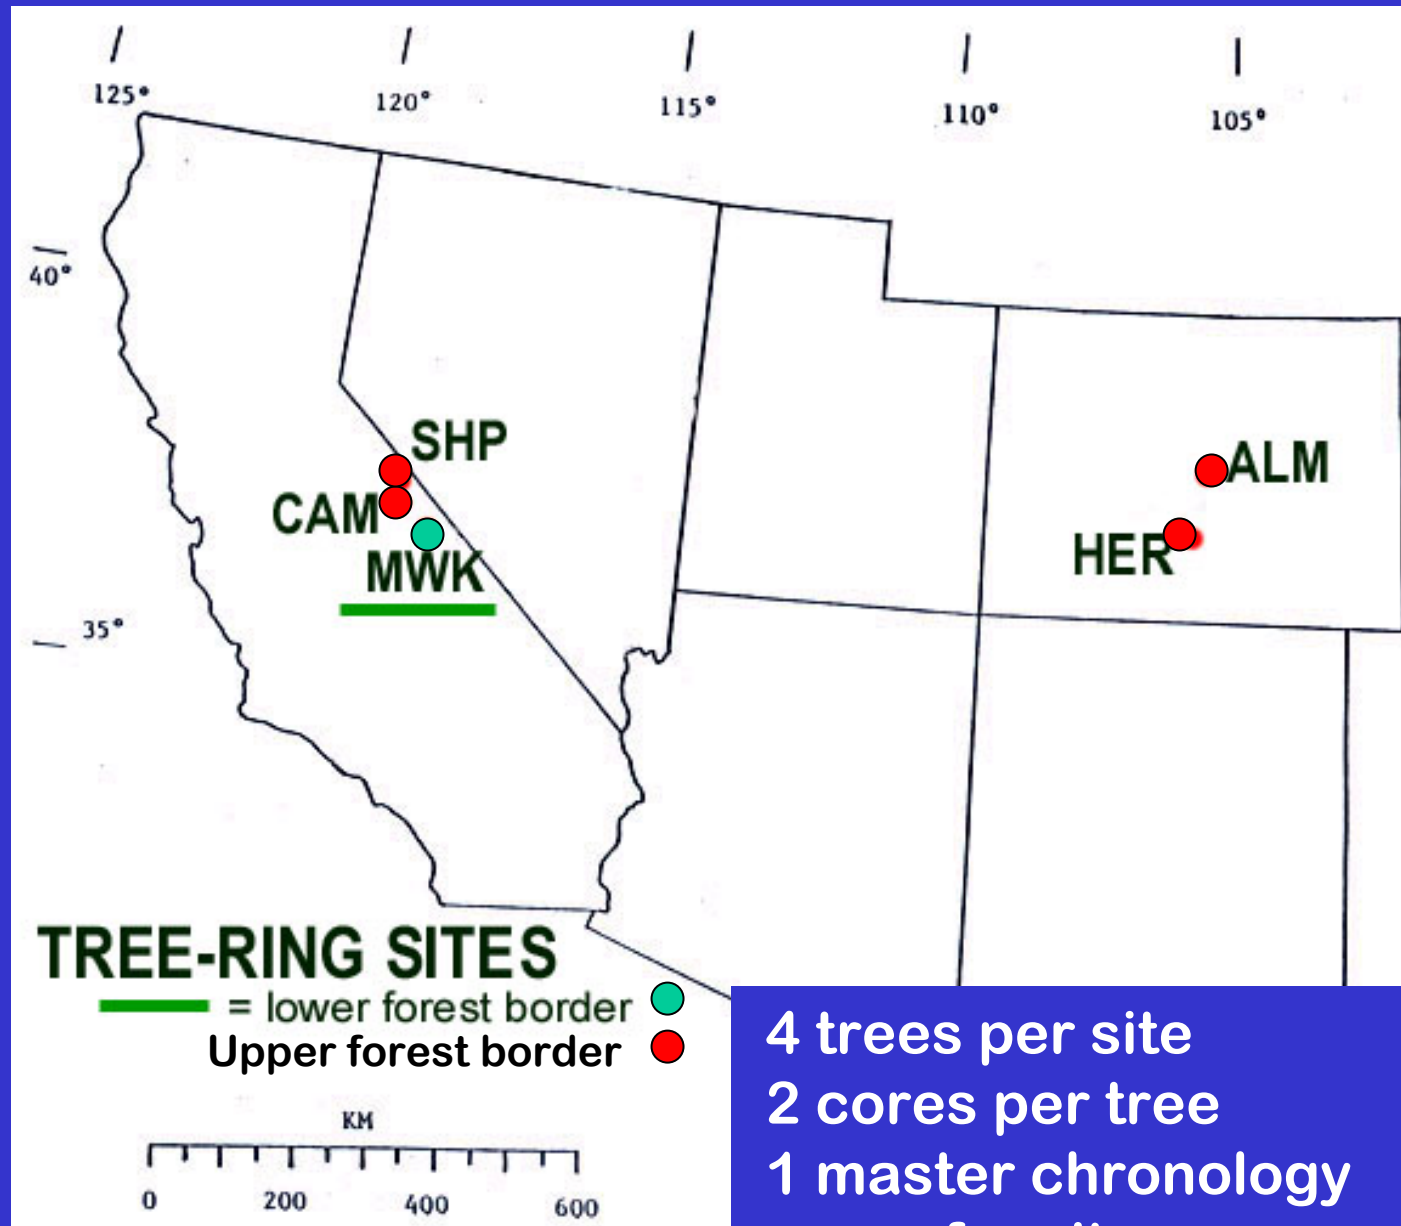 125° 120° 115° 110° 105°
40°
35°
SHP
CAM
MWK
ALM
HER
TREE-RING SITES
= lower forest border
Upper forest border
KM
0 200 400 600
4 trees per site
2 cores per tree
1 master chronology